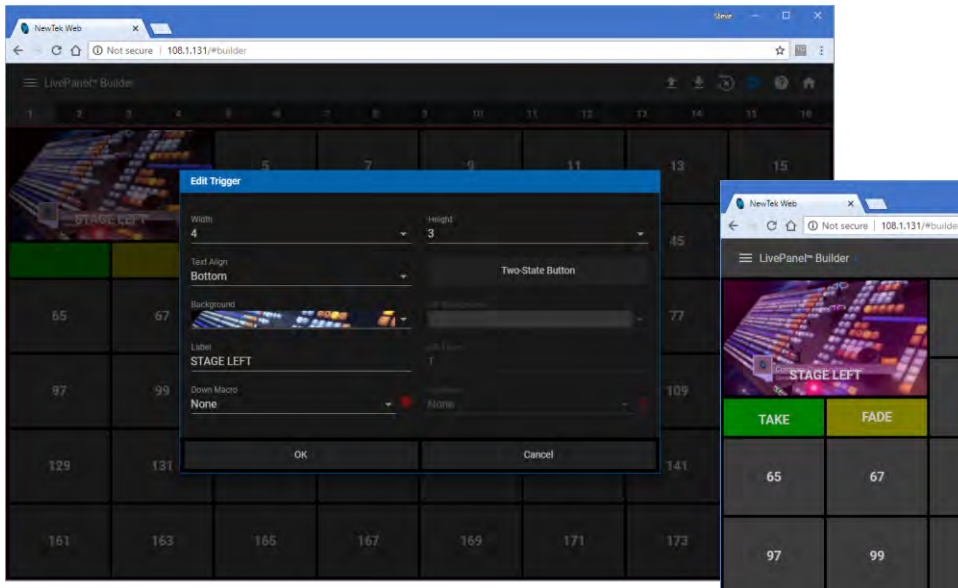 Steve
NewTek Web
Not secure | 108.1.131/#builder
LivePanel™ Builder
1 2 3 4 5 6 7 8 9 10 11 12 13 14 15 16
5 7 9 11 13 15
STAGE LEFT
45
65 67 77
97 99 109
129 131 141
161 163 165 167 169 171 173
Edit Trigger
Width
4
Height
3
Text Align
Bottom
Two-State Button
Background
Label
STAGE LEFT
1
Down Macro
None
None
OK Cancel
NewTek Web
Not secure | 108.1.131/#builde
LivePanel™ Builder
STAGE LEFT
TAKE FADE
65 67
97 99